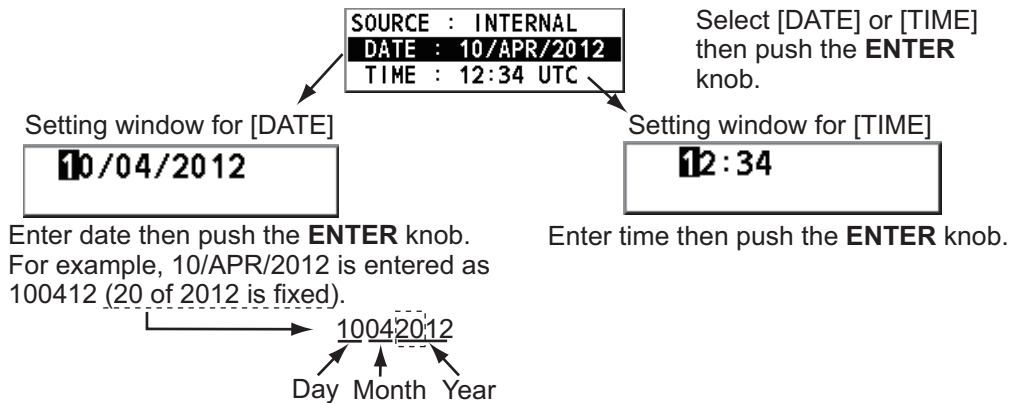 SOURCE : INTERNAL
DATE : 10/APR/2012
TIME : 12:34 UTC
Select [DATE] or [TIME]
then push the ENTER
knob.
Setting window for [DATE]
10/04/2012
Enter date then push the ENTER knob.
For example, 10/APR/2012 is entered as
100412 (20 of 2012 is fixed).
10042012
Day Month Year
Setting window for [TIME]
12:34
Enter time then push the ENTER knob.